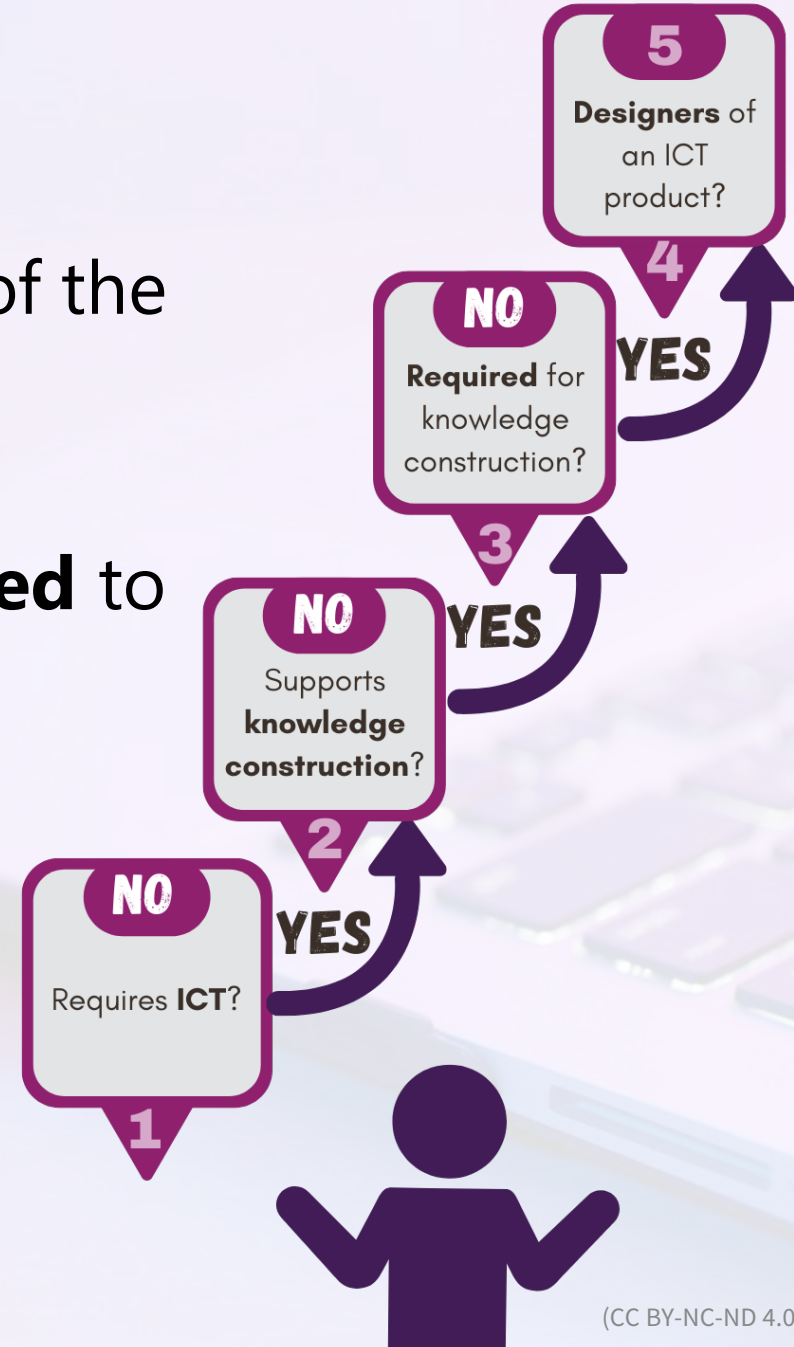 5
Designers of
an ICT
product?
4
of the
NO
Required for
knowledge
construction?
YES
3
ed to
NO
Supports
knowledge
construction?
YES
2
NO
Requires ICT?
YES
1
(CC BY-NC-ND 4.0